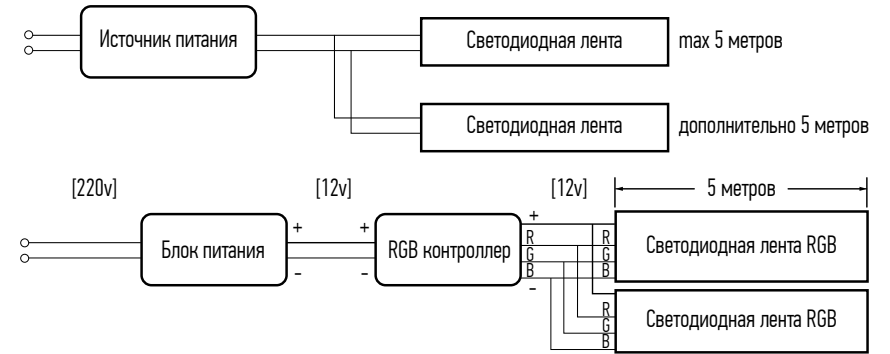 Источник питания
Светодиодная лента
max 5 метров
Светодиодная лента
дополнительно 5 метров
[220v]
[12v]
[12v]
5 метров
Блок питания
+
-
+
-
RGB контроллер
+
R
G
B
-
R
G
B
Светодиодная лента RGB
R
G
B
Светодиодная лента RGB